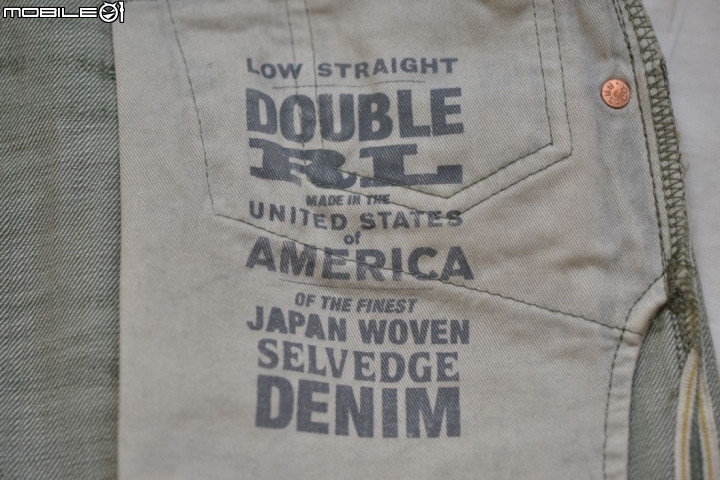 MOBILE01
LOW STRAIGHT
DOUBLE
RL
MADE IN THE
UNITED STATES
of
AMERICA
OF THE FINEST
JAPAN WOVEN
SELVEDGE
DENIM